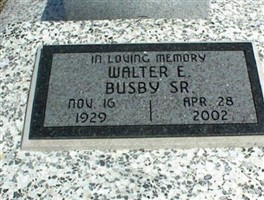 IN LOVING MEMORY
WALTER E.
BUSBY SR.
NOV. 16 APR. 28
1929 2002